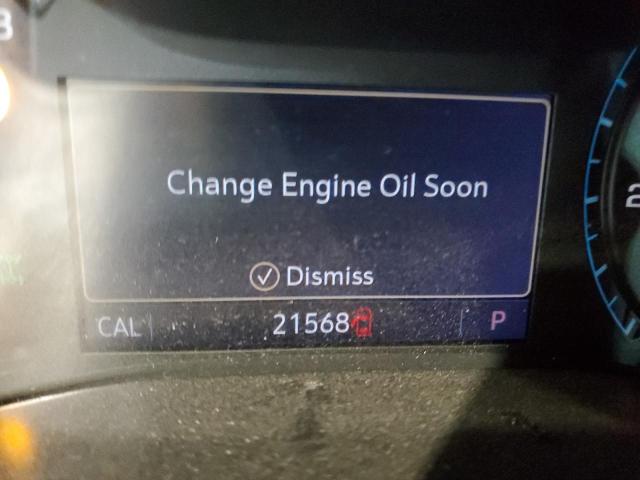 Change Engine Oil Soon
Dismiss
CAL 21568 P